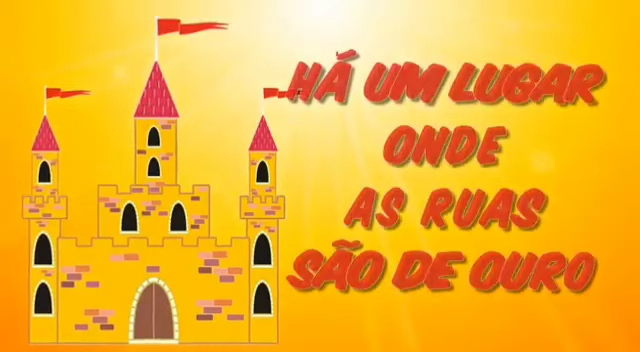 HÁ UM LUGAR
ONDE
AS RUAS
SÃO DE OURO